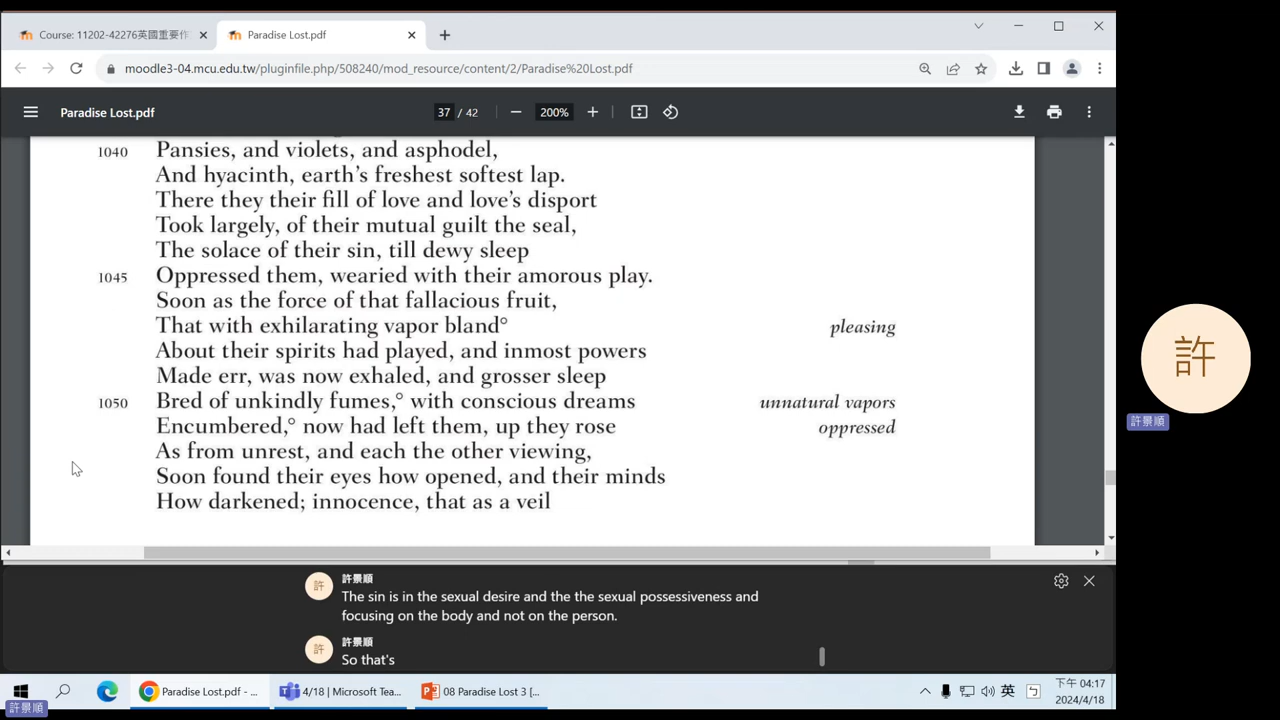 Course: 11202-42276英國重要作
Paradise Lost.pdf
moodle3-04.mcu.edu.tw/pluginfile.php/508240/mod_resource/content/2/Paradise%20Lost.pdf
Paradise Lost.pdf
37 / 42
200%
1040 Pansies, and violets, and asphodel,
And hyacinth, earth's freshest softest lap.
There they their fill of love and love's disport
Took largely, of their mutual guilt the seal,
The solace of their sin, till dewy sleep
1045 Oppressed them, wearied with their amorous play.
Soon as the force of that fallacious fruit,
That with exhilarating vapor bland° pleasing
About their spirits had played, and inmost powers
Made err, was now exhaled, and grosser sleep
1050 Bred of unkindly fumes,° with conscious dreams unnatural vapors
Encumbered,° now had left them, up they rose oppressed
As from unrest, and each the other viewing,
Soon found their eyes how opened, and their minds
How darkened; innocence, that as a veil
許
許景順
許
許景順
The sin is in the sexual desire and the the sexual possessiveness and
focusing on the body and not on the person.
許
許景順
So that's
Paradise Lost.pdf - ...
4/18 | Microsoft Tea...
08 Paradise Lost 3 [...
英
下午 04:17
2024/4/18
許景順